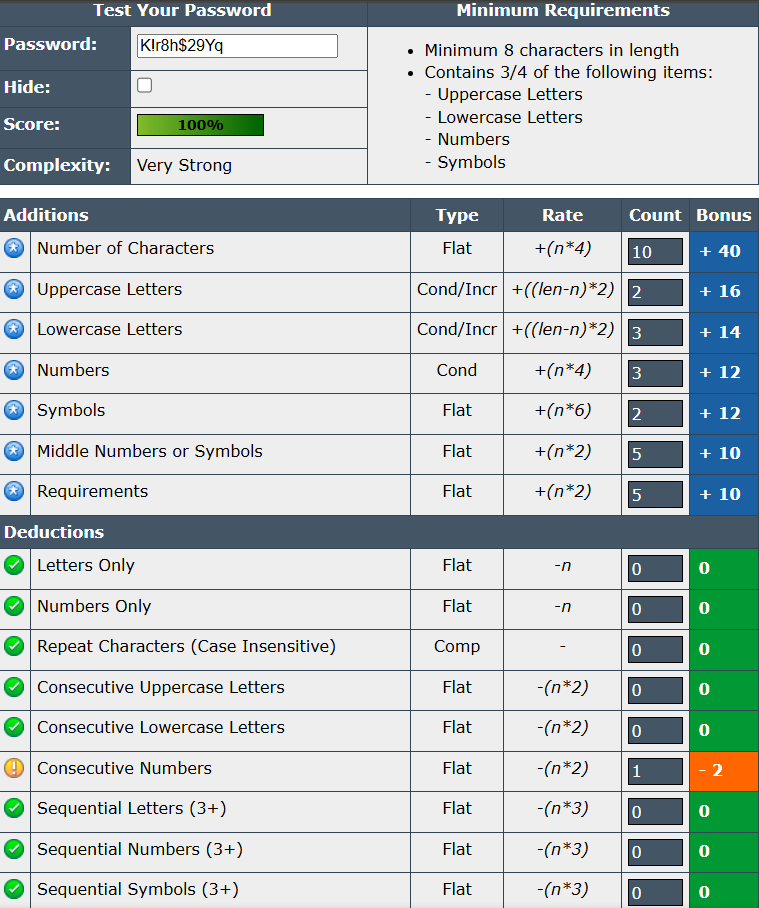 Test Your Password
Minimum Requirements
Password:
K|r8h$29Yq
• Minimum 8 characters in length
• Contains 3/4 of the following items:
- Uppercase Letters
- Lowercase Letters
- Numbers
- Symbols
Hide:
Score:
100%
Complexity:
Very Strong
Additions Type Rate Count Bonus
Number of Characters Flat +(n*4) 10 + 40
Uppercase Letters Cond/Incr +((len-n)*2) 2 + 16
Lowercase Letters Cond/Incr +((len-n)*2) 3 + 14
Numbers Cond +(n*4) 3 + 12
Symbols Flat +(n*6) 2 + 12
Middle Numbers or Symbols Flat +(n*2) 5 + 10
Requirements Flat +(n*2) 5 + 10
Deductions
Letters Only Flat -n 0 0
Numbers Only Flat -n 0 0
Repeat Characters (Case Insensitive) Comp - 0 0
Consecutive Uppercase Letters Flat -(n*2) 0 0
Consecutive Lowercase Letters Flat -(n*2) 0 0
Consecutive Numbers Flat -(n*2) 1 - 2
Sequential Letters (3+) Flat -(n*3) 0 0
Sequential Numbers (3+) Flat -(n*3) 0 0
Sequential Symbols (3+) Flat -(n*3) 0 0